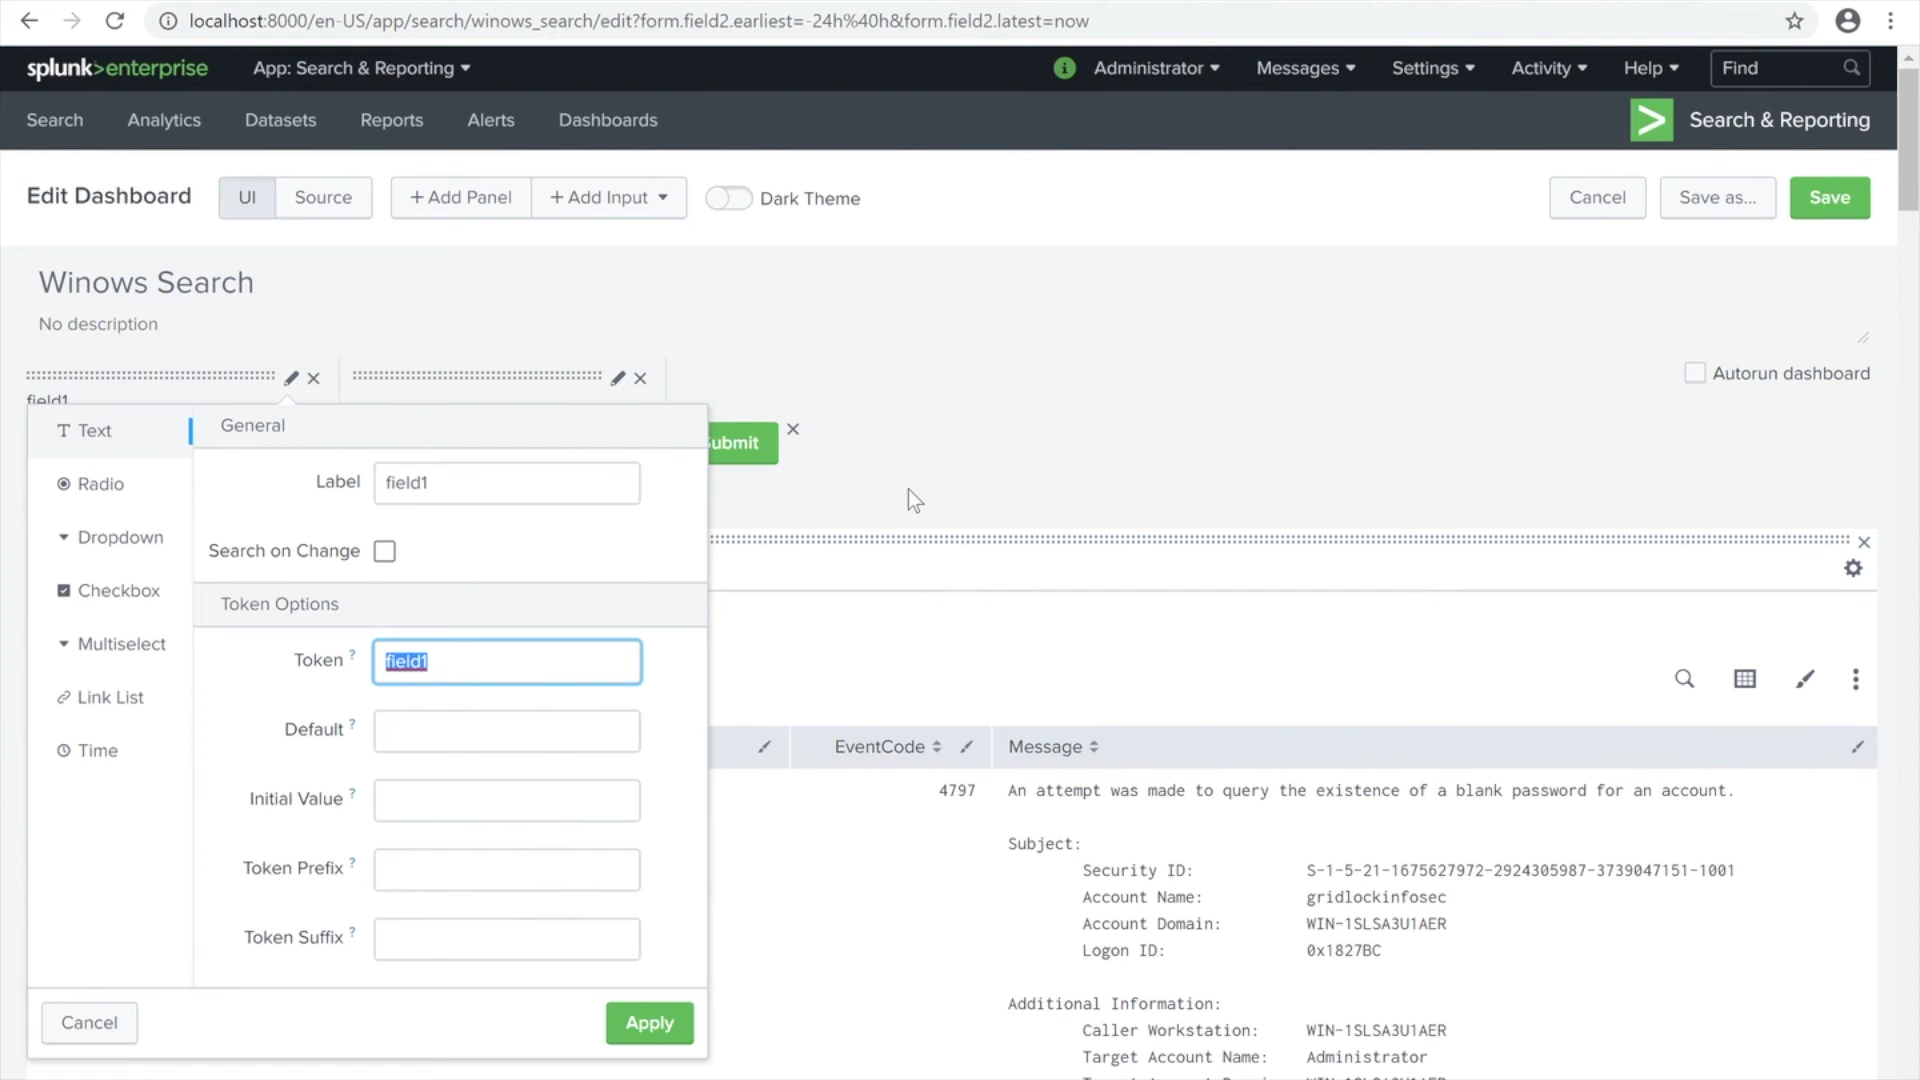 localhost:8000/en-US/app/search/winows_search/edit?form.field2.earliest=-24h%40h&form.field2.latest=now
splunk>enterprise App: Search & Reporting Administrator Messages Settings Activity Help Find
Search Analytics Datasets Reports Alerts Dashboards Search & Reporting
Edit Dashboard UI Source + Add Panel + Add Input Dark Theme Cancel Save as... Save
Winows Search
No description
Autorun dashboard
field1
Text
General
Submit
Label field1
Radio
Dropdown
Search on Change
Checkbox
Token Options
Multiselect
Token ? field1
Link List
Default ?
Time
EventCode Message
Initial Value ?
4797 An attempt was made to query the existence of a blank password for an account.
Subject:
Token Prefix ?
Security ID: S-1-5-21-1675627972-2924305987-3739047151-1001
Account Name: gridlockinfosec
Account Domain: WIN-1SLSA3U1AER
Token Suffix ?
Logon ID: 0x1827BC
Additional Information:
Cancel Apply
Caller Workstation: WIN-1SLSA3U1AER
Target Account Name: Administrator